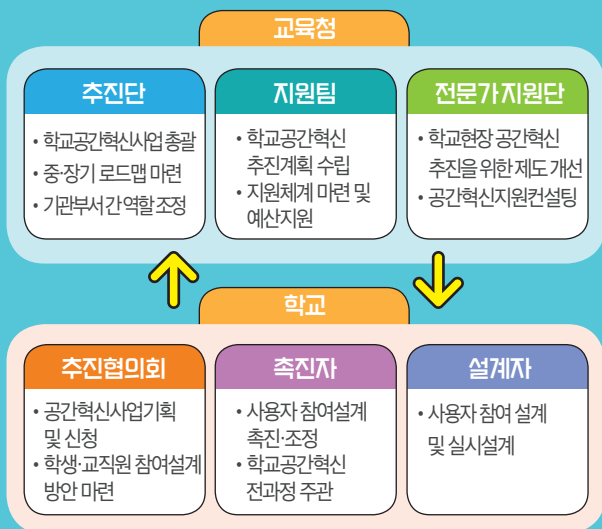 교육청
추진단
• 학교공간혁신사업 총괄
• 중·장기 로드맵 마련
• 기관부서 간 역할 조정
지원팀
• 학교공간혁신
추진계획 수립
• 지원체계 마련 및
예산지원
전문가지원단
• 학교현장 공간혁신
추진을 위한 제도 개선
• 공간혁신지원컨설팅
학교
추진협의회
• 공간혁신사업기획
및 신청
• 학생·교직원 참여설계
방안 마련
촉진자
• 사용자 참여설계
촉진·조정
• 학교공간혁신
전과정 주관
설계자
• 사용자 참여 설계
및 실시설계